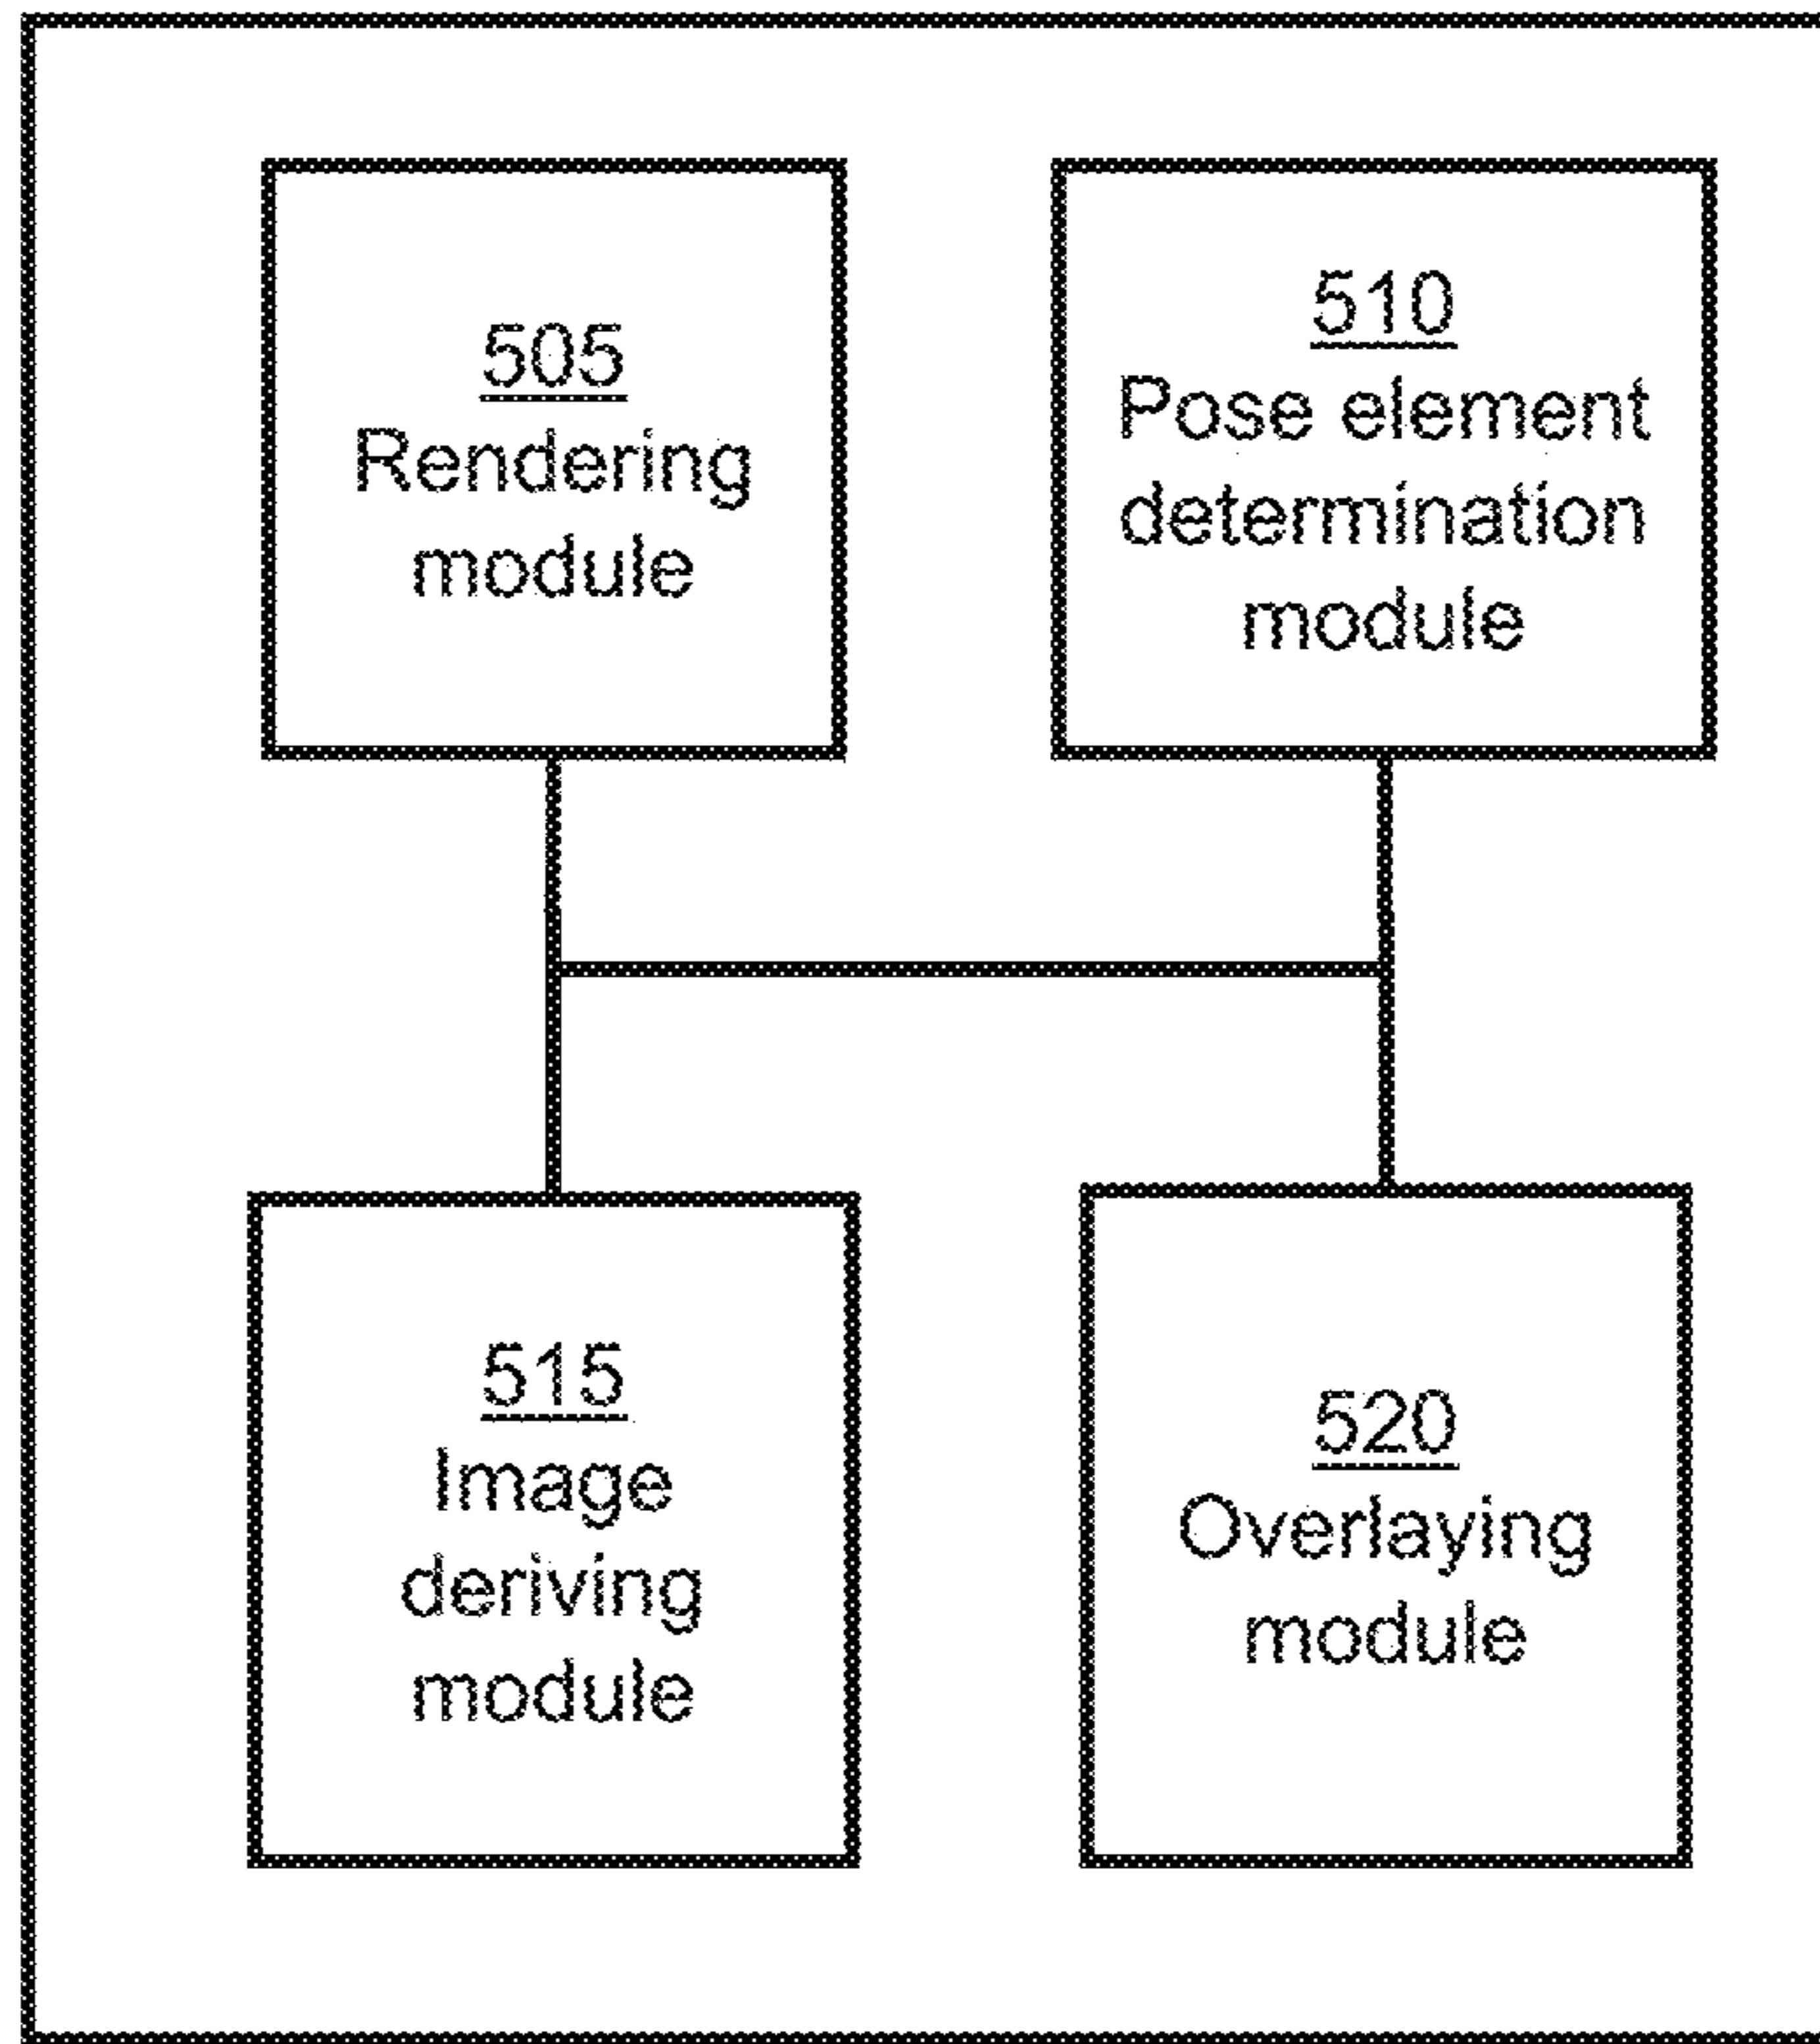 505
Rendering
module
510
Pose element
determination
module
515
Image
deriving
module
520
Overlaying
module